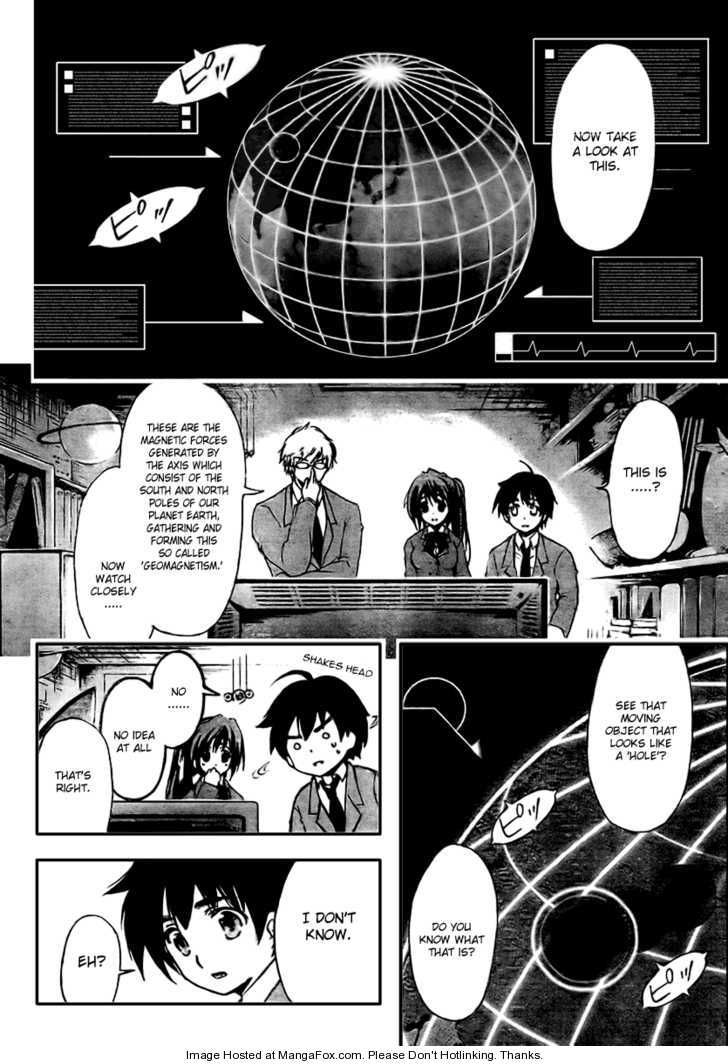 NOW TAKE
A LOOK AT
THIS.
ピッ
ピッ
THIS IS
.....?
THESE ARE THE
MAGNETIC FORCES
GENERATED BY
THE AXIS WHICH
CONSIST OF THE
SOUTH AND NORTH
POLES OF OUR
PLANET EARTH,
GATHERING AND
FORMING THIS
SO CALLED
'GEOMAGNETISM.'
NOW
WATCH
CLOSELY
.....
SEE THAT
MOVING
OBJECT THAT
LOOKS LIKE
A 'HOLE'?
ピッ
DO YOU
KNOW WHAT
THAT IS?
ピッ
SHAKES HEAD
NO
......
NO IDEA
AT ALL
THAT'S
RIGHT.
I DON'T
KNOW.
EH?
Image Hosted at MangaFox.com. Please Don't Hotlinking. Thanks.